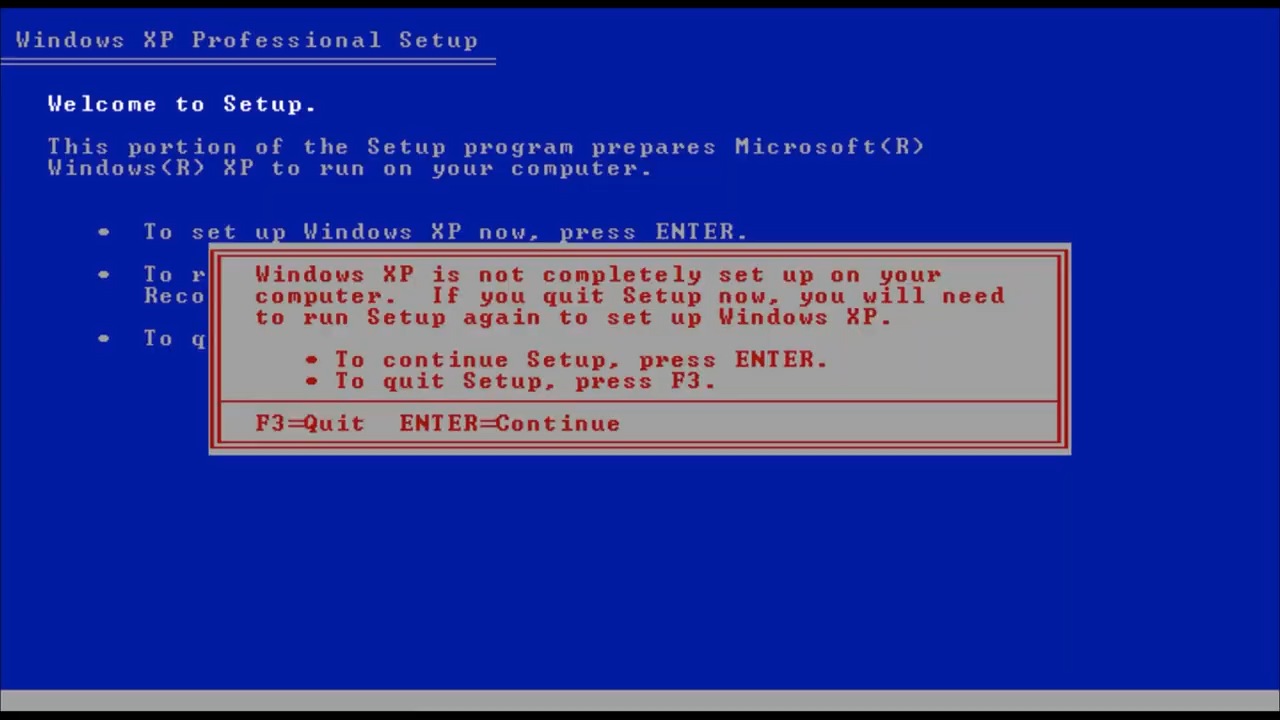 Windows XP Professional Setup
Welcome to Setup.
This portion of the Setup program prepares Microsoft(R)
Windows(R) XP to run on your computer.
• To set up Windows XP now, press ENTER.
• To r
Reco
• To q
Windows XP is not completely set up on your
computer. If you quit Setup now, you will need
to run Setup again to set up Windows XP.
• To continue Setup, press ENTER.
• To quit Setup, press F3.
F3=Quit ENTER=Continue